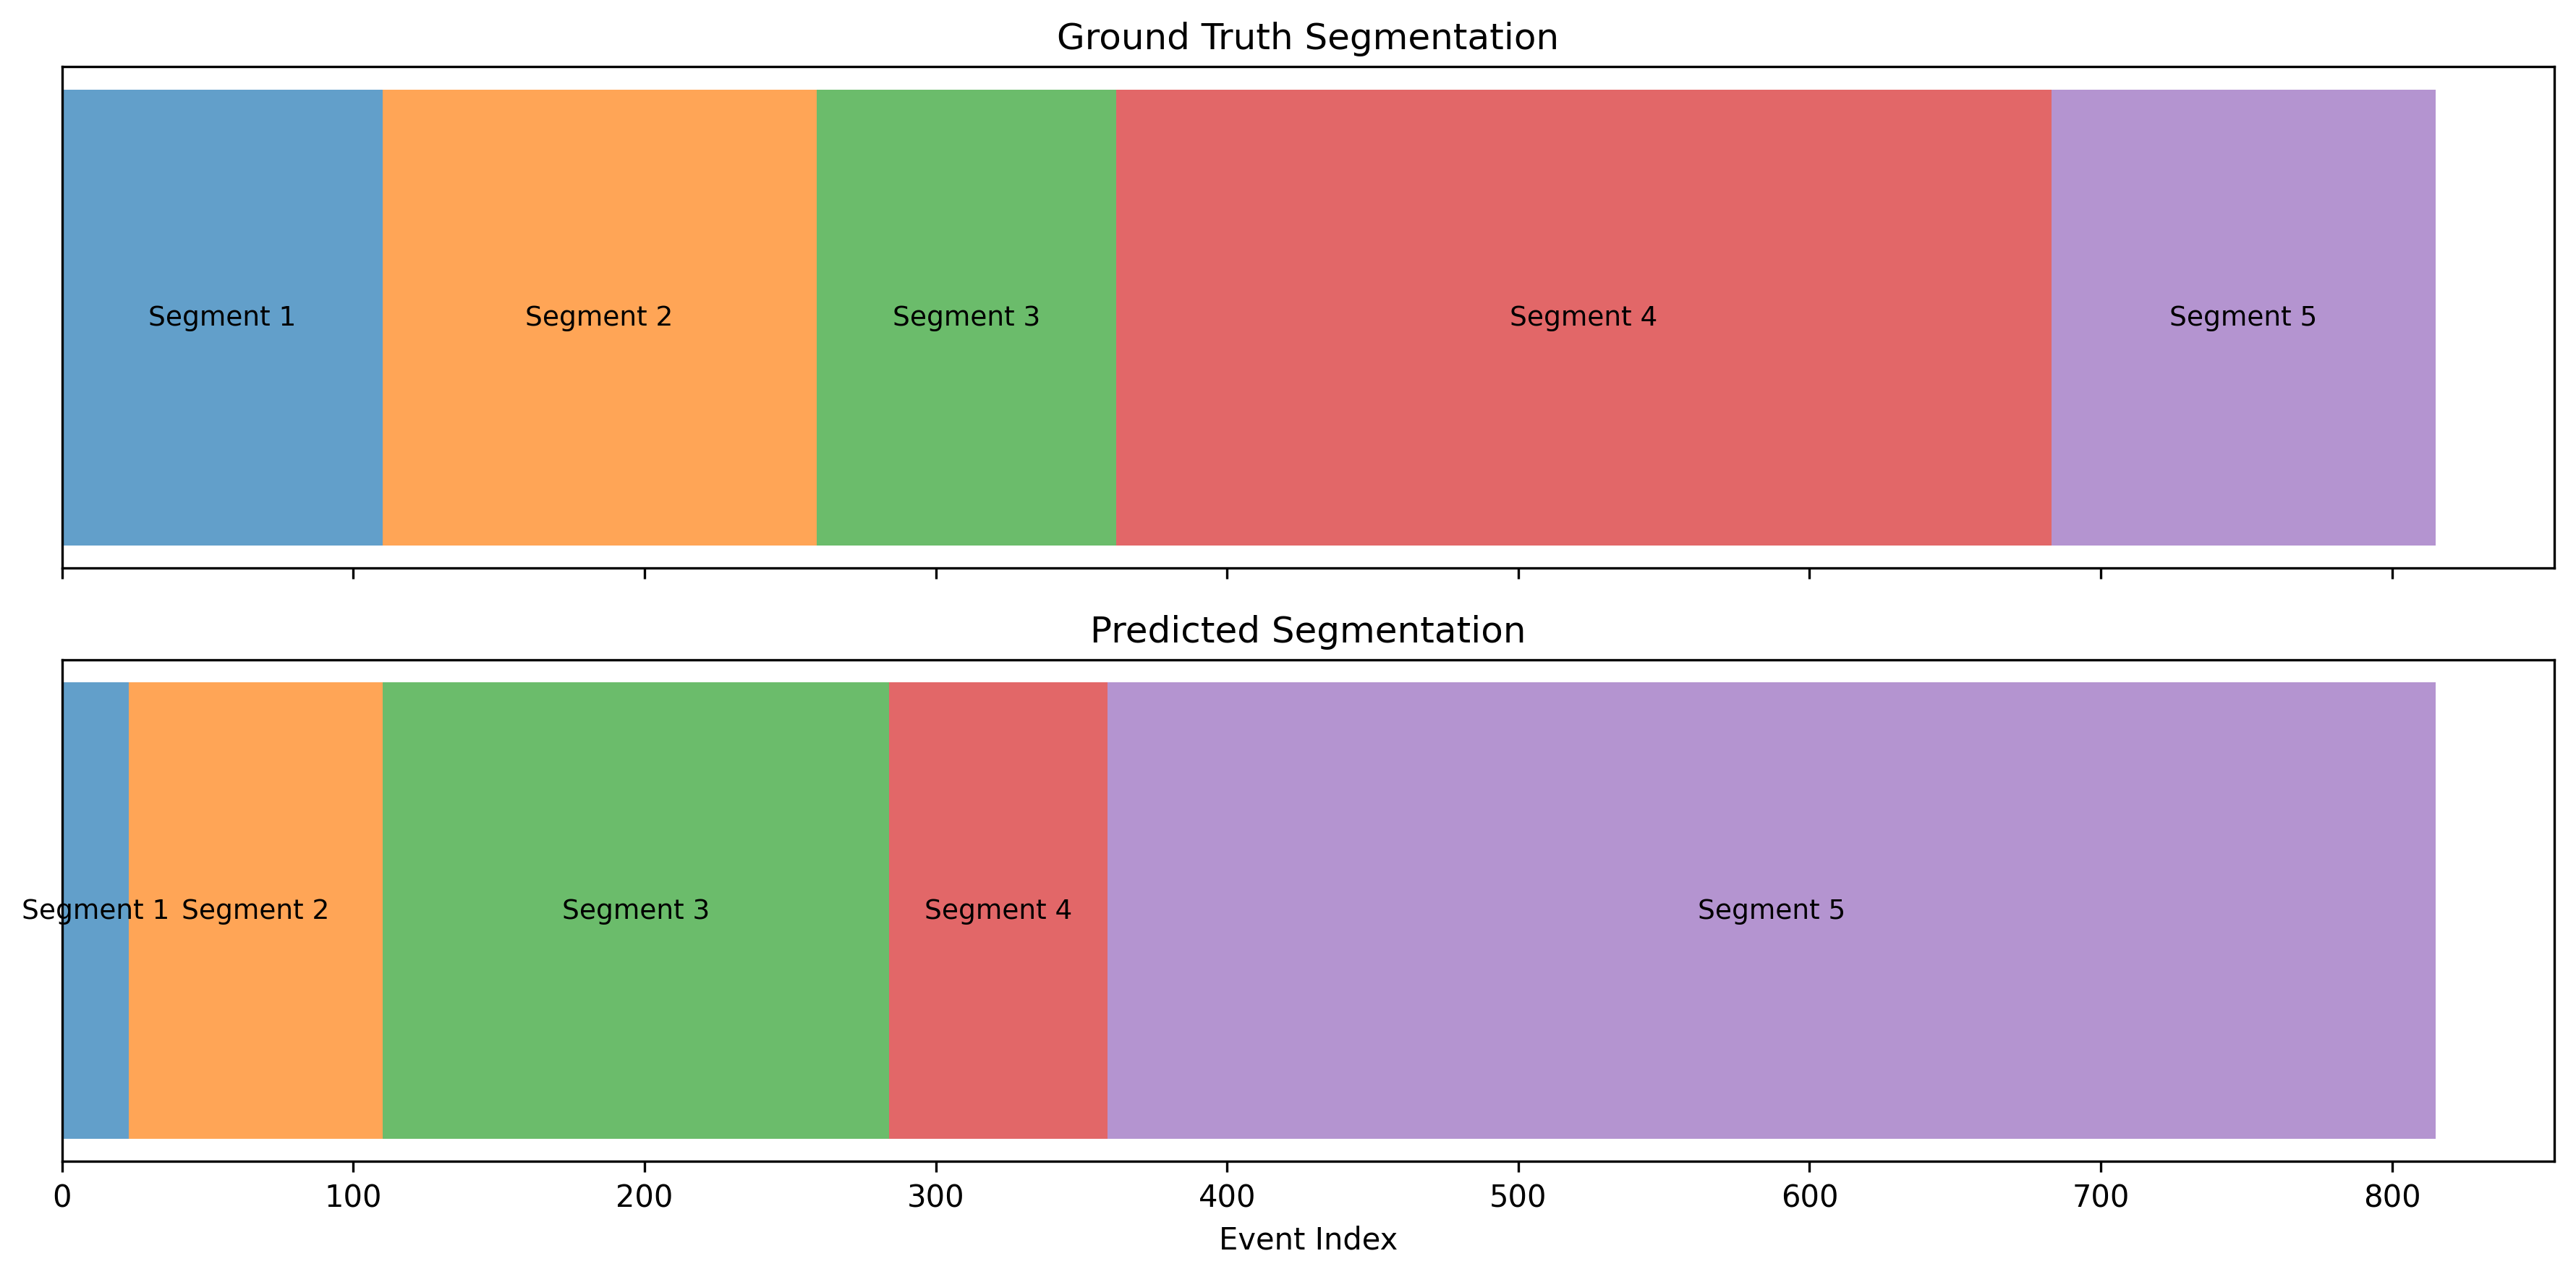 Ground Truth Segmentation
Segment 1 Segment 2 Segment 3 Segment 4 Segment 5
Predicted Segmentation
Segment 1 Segment 2 Segment 3 Segment 4 Segment 5
0 100 200 300 400 500 600 700 800
Event Index